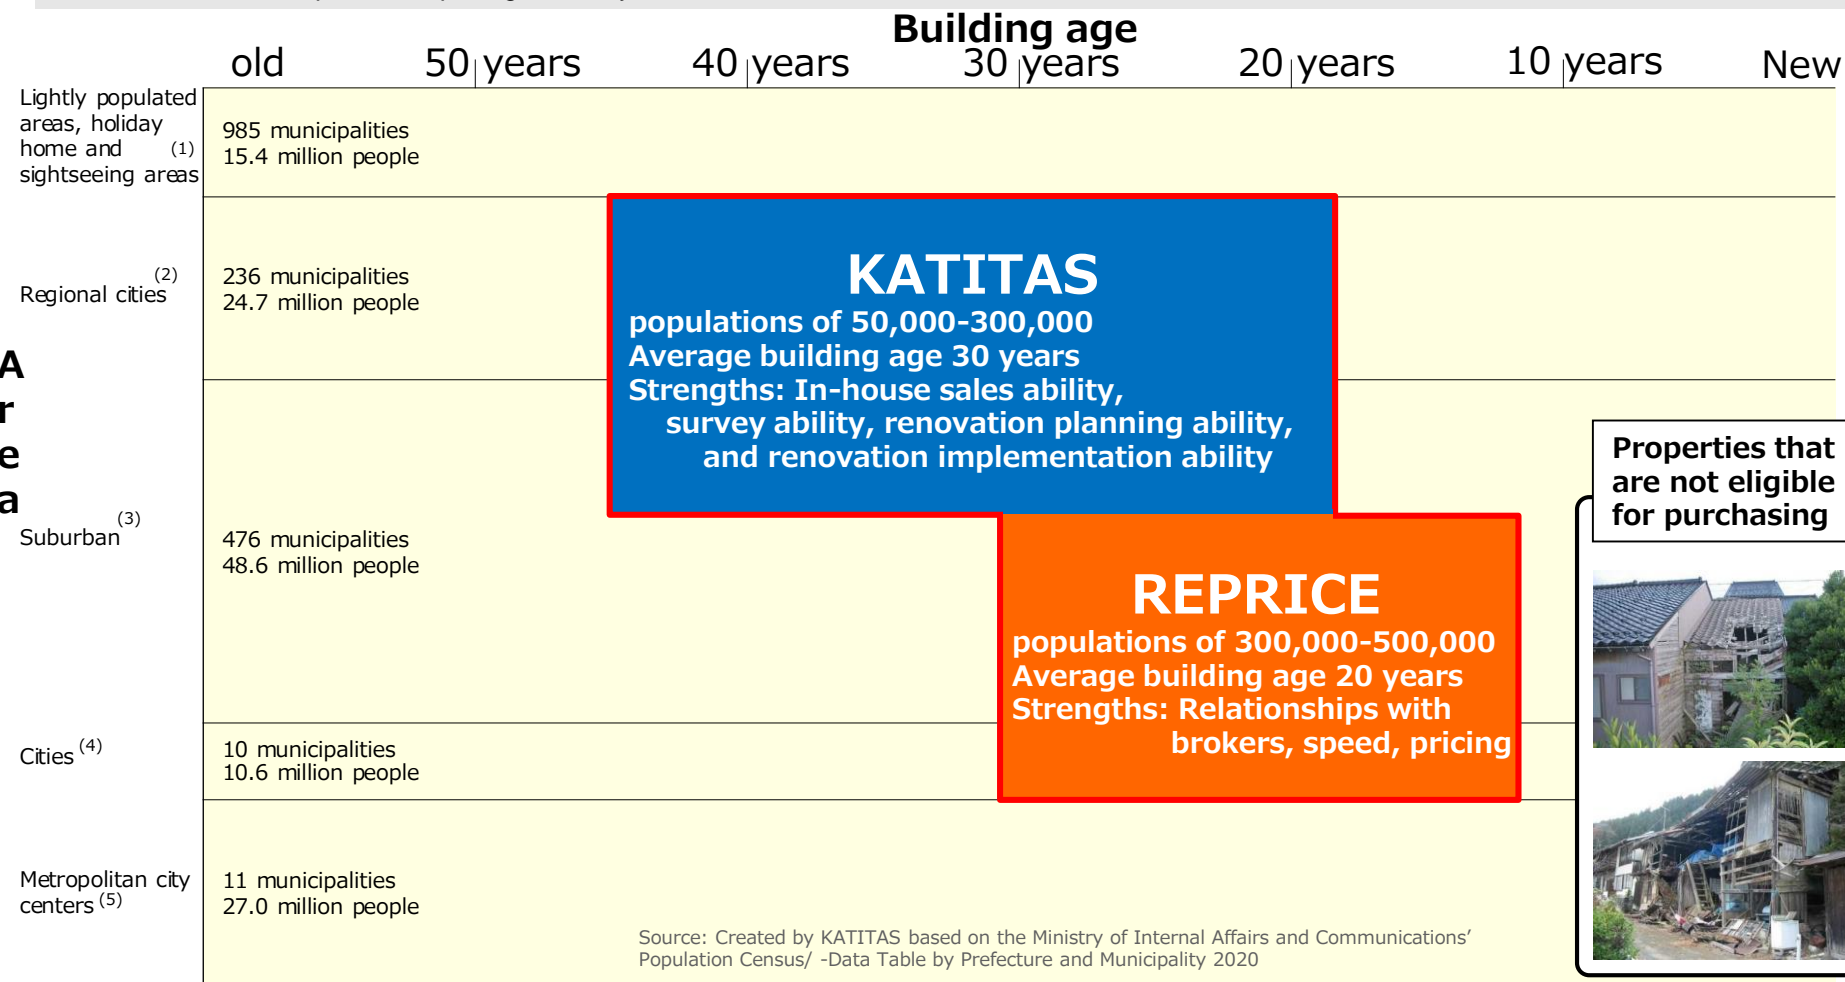 Building age
old 50 years 40 years 30 years 20 years 10 years New
Lightly populated
areas, holiday
home and (1)
sightseeing areas
985 municipalities
15.4 million people
Regional cities (2)
236 municipalities
24.7 million people
KATITAS
populations of 50,000-300,000
Average building age 30 years
Strengths: In-house sales ability,
survey ability, renovation planning ability,
and renovation implementation ability
A
r
e
a
Suburban (3)
476 municipalities
48.6 million people
Properties that
are not eligible
for purchasing
REPRICE
populations of 300,000-500,000
Average building age 20 years
Strengths: Relationships with
brokers, speed, pricing
Cities (4)
10 municipalities
10.6 million people
Metropolitan city
centers (5)
11 municipalities
27.0 million people
Source: Created by KATITAS based on the Ministry of Internal Affairs and Communications’
Population Census/ -Data Table by Prefecture and Municipality 2020